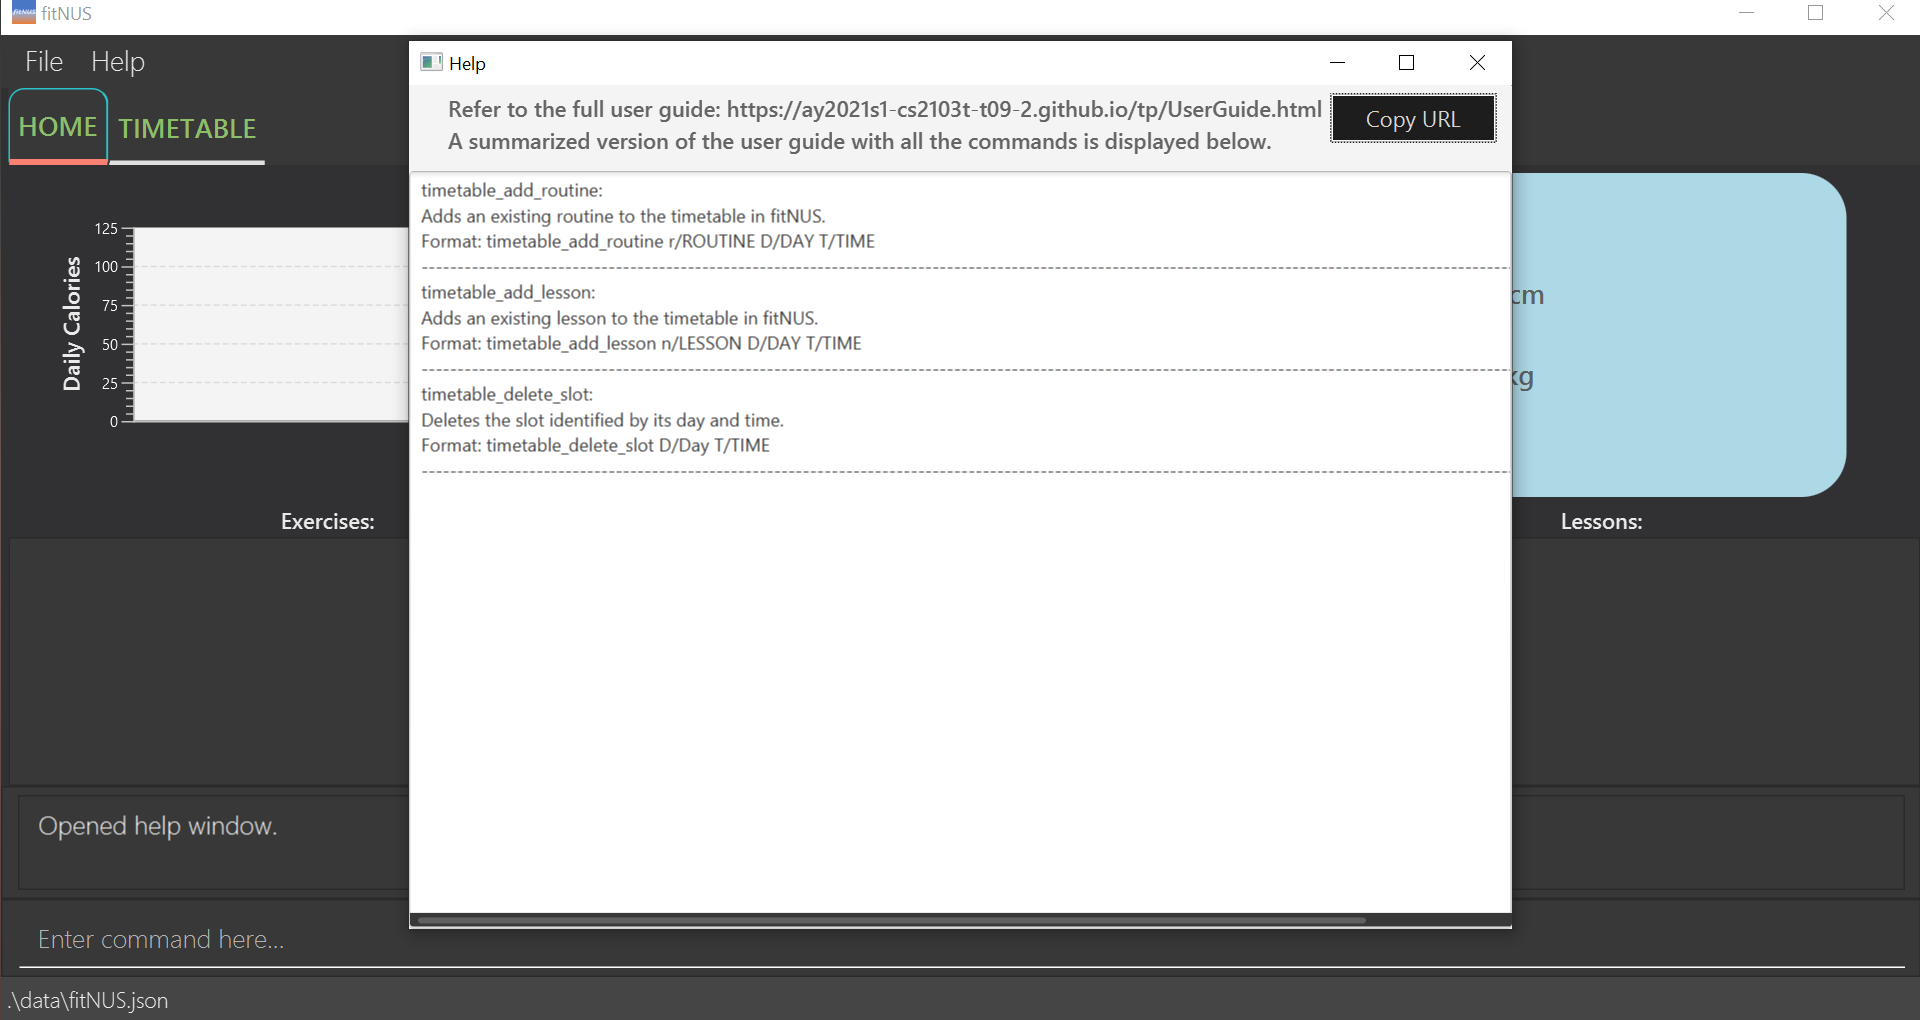 fitNUS
File Help
HOME TIMETABLE
Help
Refer to the full user guide: https://ay2021s1-cs2103t-t09-2.github.io/tp/UserGuide.html
A summarized version of the user guide with all the commands is displayed below.
Copy URL
timetable_add_routine:
Adds an existing routine to the timetable in fitNUS.
Format: timetable_add_routine r/ROUTINE D/DAY T/TIME
timetable_add_lesson:
Adds an existing lesson to the timetable in fitNUS.
Format: timetable_add_lesson n/LESSON D/DAY T/TIME
timetable_delete_slot:
Deletes the slot identified by its day and time.
Format: timetable_delete_slot D/Day T/TIME
Daily Calories
125
100
75
50
25
0
cm
kg
Exercises:
Lessons:
Opened help window.
Enter command here...
.\data\fitNUS.json